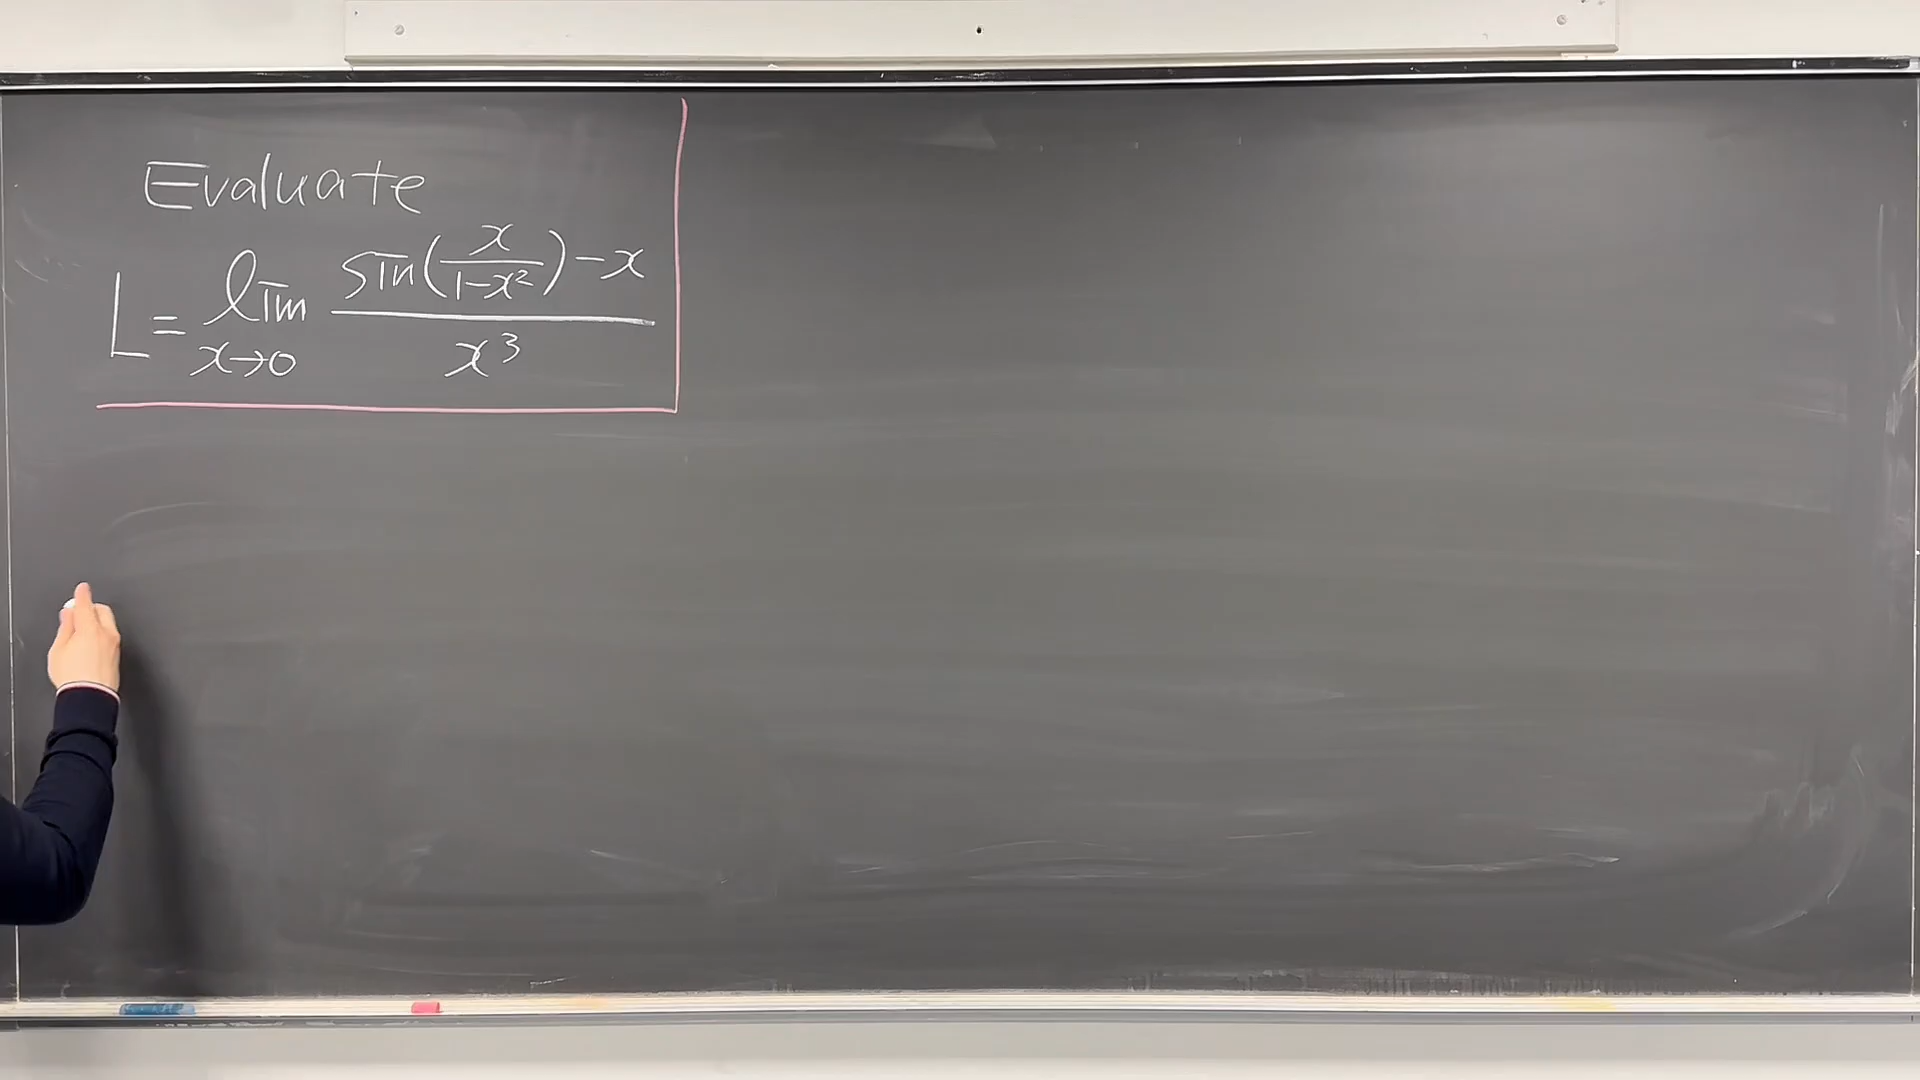 Evaluate
L = lim x→0 (sin(x/(1-x²)) - x)/x³